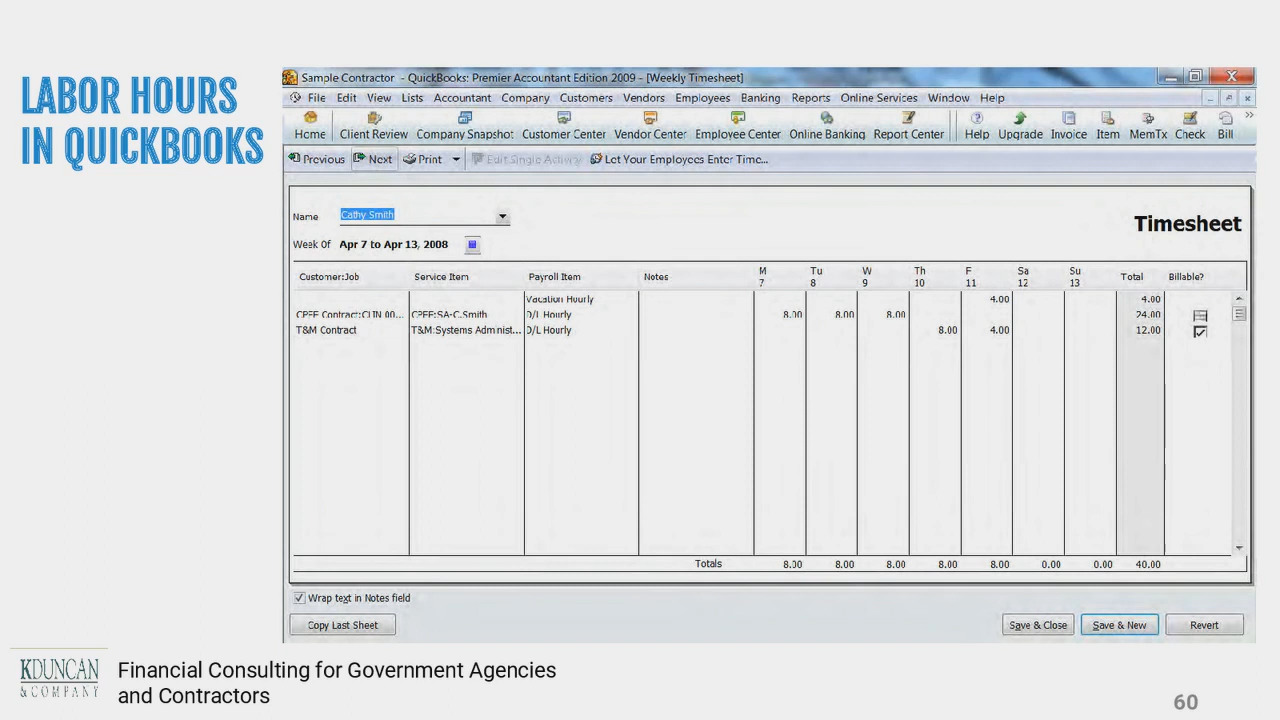 LABOR HOURS
IN QUICKBOOKS
Sample Contractor - QuickBooks: Premier Accountant Edition 2009 - [Weekly Timesheet]
File Edit View Lists Accountant Company Customers Vendors Employees Banking Reports Online Services Window Help
Home Client Review Company Snapshot Customer Center Vendor Center Employee Center Online Banking Report Center Help Upgrade Invoice Item MemTx Check Bill
Previous Next Print Edit Single Activity Let Your Employees Enter Time...
Name Cathy Smith
Timesheet
Week Of Apr 7 to Apr 13, 2008
Customer:Job Service Item Payroll Item Notes M 7 Tu 8 W 9 Th 10 F 11 Sa 12 Su 13 Total Billable?
Vacation Hourly 4.00 4.00
CPFF Contract:CLIN 00... CPFF:SA-C.Smith D/L Hourly 8.00 8.00 8.00 24.00
T&M Contract T&M:Systems Administ... D/L Hourly 8.00 4.00 12.00
Totals 8.00 8.00 8.00 8.00 8.00 0.00 0.00 40.00
Wrap text in Notes field
Copy Last Sheet Save & Close Save & New Revert
KDUNCAN
& COMPANY
Financial Consulting for Government Agencies
and Contractors
60